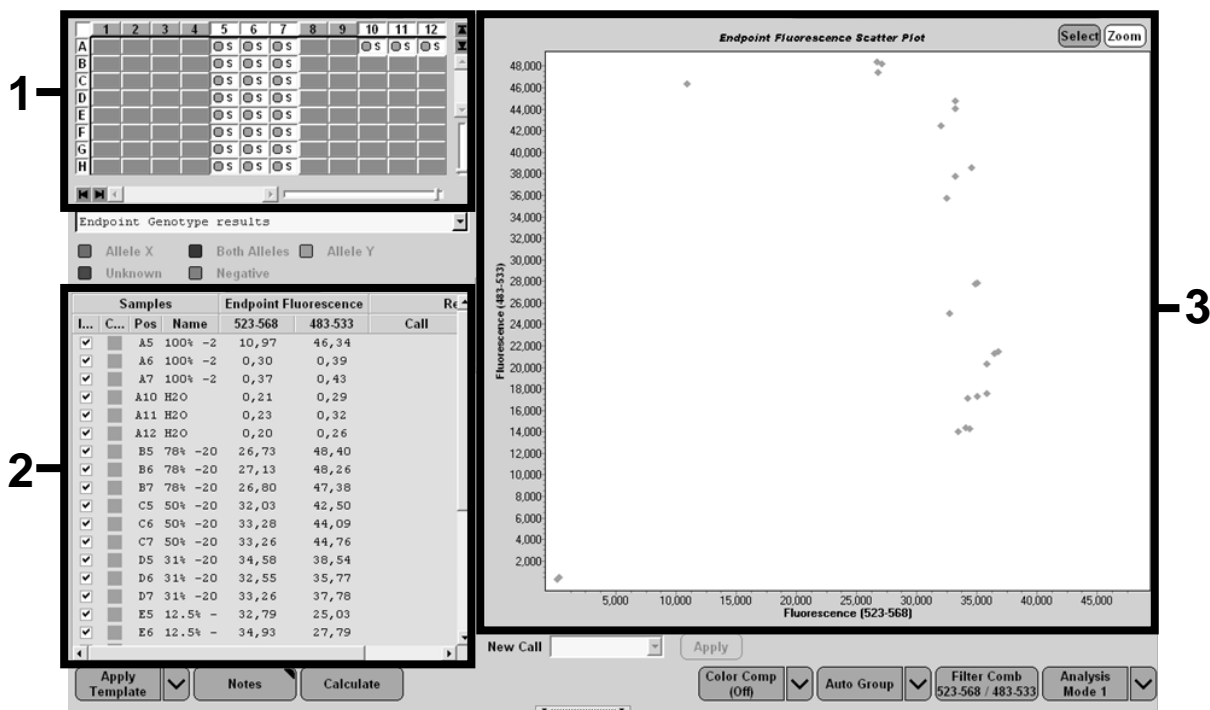 1 2 3 4 5 6 7 8 9 10 11 12
A S S S S S S
B S S S
C S S S
D S S S
E S S S
F S S S
G S S S
H S S S
1
Endpoint Genotype results
Allele X Both Alleles Allele Y
Unknown Negative
Samples Endpoint Fluorescence Re
I... C... Pos Name 523-568 483-533 Call
A5 100% -2 10,97 46,34
A6 100% -2 0,30 0,39
A7 100% -2 0,37 0,43
A10 H2O 0,21 0,29
A11 H2O 0,23 0,32
A12 H2O 0,20 0,26
B5 78% -20 26,73 48,40
B6 78% -20 27,13 48,26
B7 78% -20 26,80 47,38
C5 50% -20 32,03 42,50
C6 50% -20 33,28 44,09
C7 50% -20 33,26 44,76
D5 31% -20 34,58 38,54
D6 31% -20 32,55 35,77
D7 31% -20 33,26 37,78
E5 12.5% - 32,79 25,03
E6 12.5% - 34,93 27,79
2
Apply Template
Notes
Calculate
Endpoint Fluorescence Scatter Plot
Select Zoom
48,000
46,000
44,000
42,000
40,000
38,000
36,000
34,000
32,000
30,000
28,000
26,000
24,000
22,000
20,000
18,000
16,000
14,000
12,000
10,000
8,000
6,000
4,000
2,000
Fluorescence (483-533)
5,000 10,000 15,000 20,000 25,000 30,000 35,000 40,000 45,000
Fluorescence (523-568)
3
New Call Apply
Color Comp (Off)
Auto Group
Filter Comb 523-568 / 483-533
Analysis Mode 1